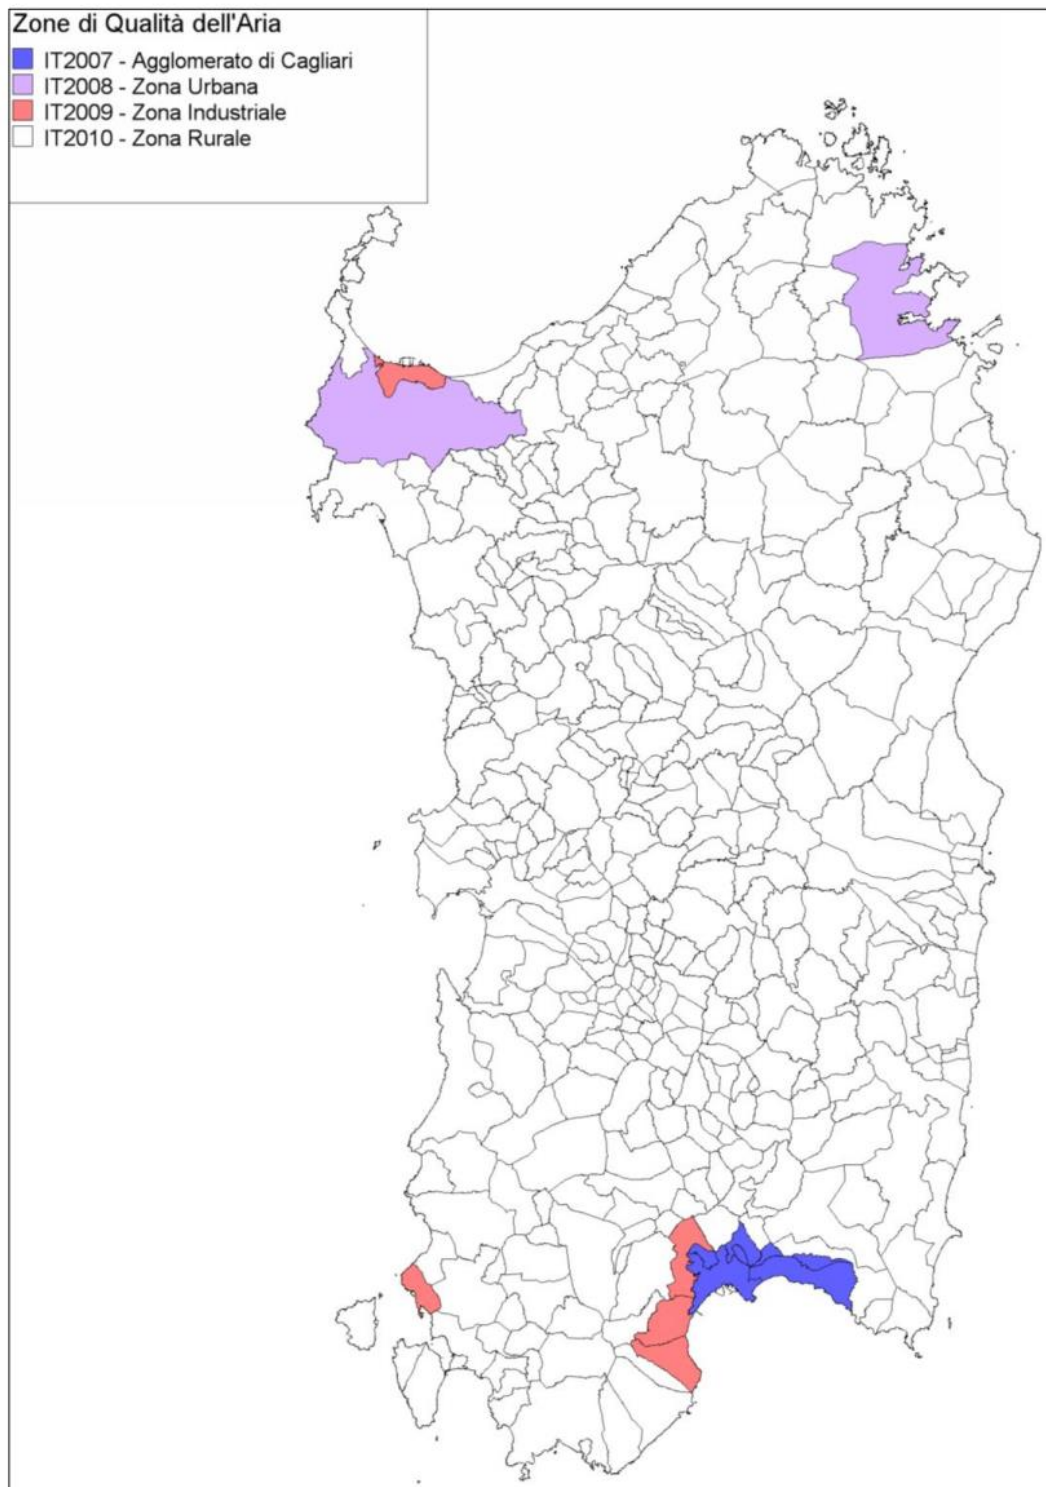 Zone di Qualità dell'Aria
IT2007 - Agglomerato di Cagliari
IT2008 - Zona Urbana
IT2009 - Zona Industriale
IT2010 - Zona Rurale